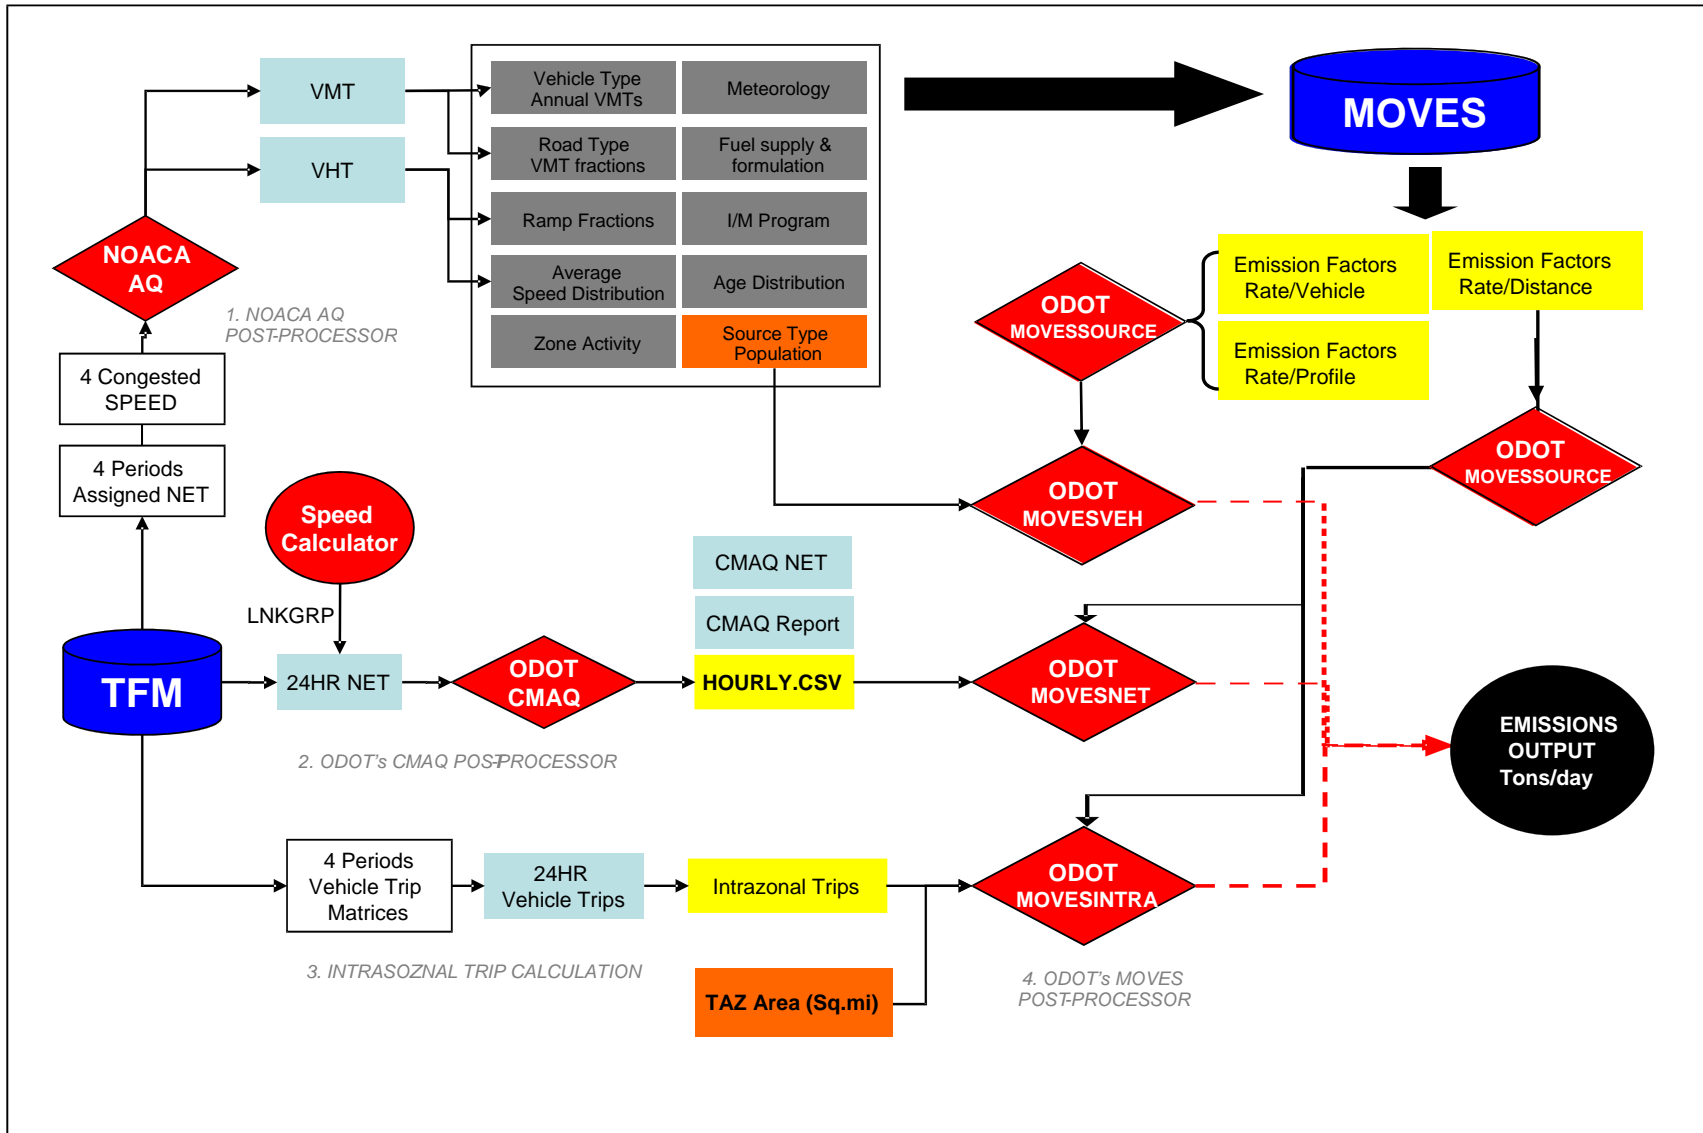 VMT
VHT
NOACA
AQ
1. NOACA AQ
POST-PROCESSOR
4 Congested
SPEED
4 Periods
Assigned NET
Vehicle Type
Annual VMTs
Meteorology
Road Type
VMT fractions
Fuel supply &
formulation
Ramp Fractions
I/M Program
Average
Speed Distribution
Age Distribution
Zone Activity
Source Type
Population
MOVES
Emission Factors
Rate/Vehicle
Emission Factors
Rate/Distance
Emission Factors
Rate/Profile
ODOT
MOVESSOURCE
ODOT
MOVESSOURCE
ODOT
MOVESVEH
Speed
Calculator
LNKGRP
TFM
24HR NET
ODOT
CMAQ
CMAQ NET
CMAQ Report
HOURLY.CSV
ODOT
MOVESNET
2. ODOT's CMAQ POST-PROCESSOR
EMISSIONS
OUTPUT
Tons/day
4 Periods
Vehicle Trip
Matrices
24HR
Vehicle Trips
Intrazonal Trips
ODOT
MOVESINTRA
3. INTRASOZNAL TRIP CALCULATION
TAZ Area (Sq.mi)
4. ODOT's MOVES
POST-PROCESSOR